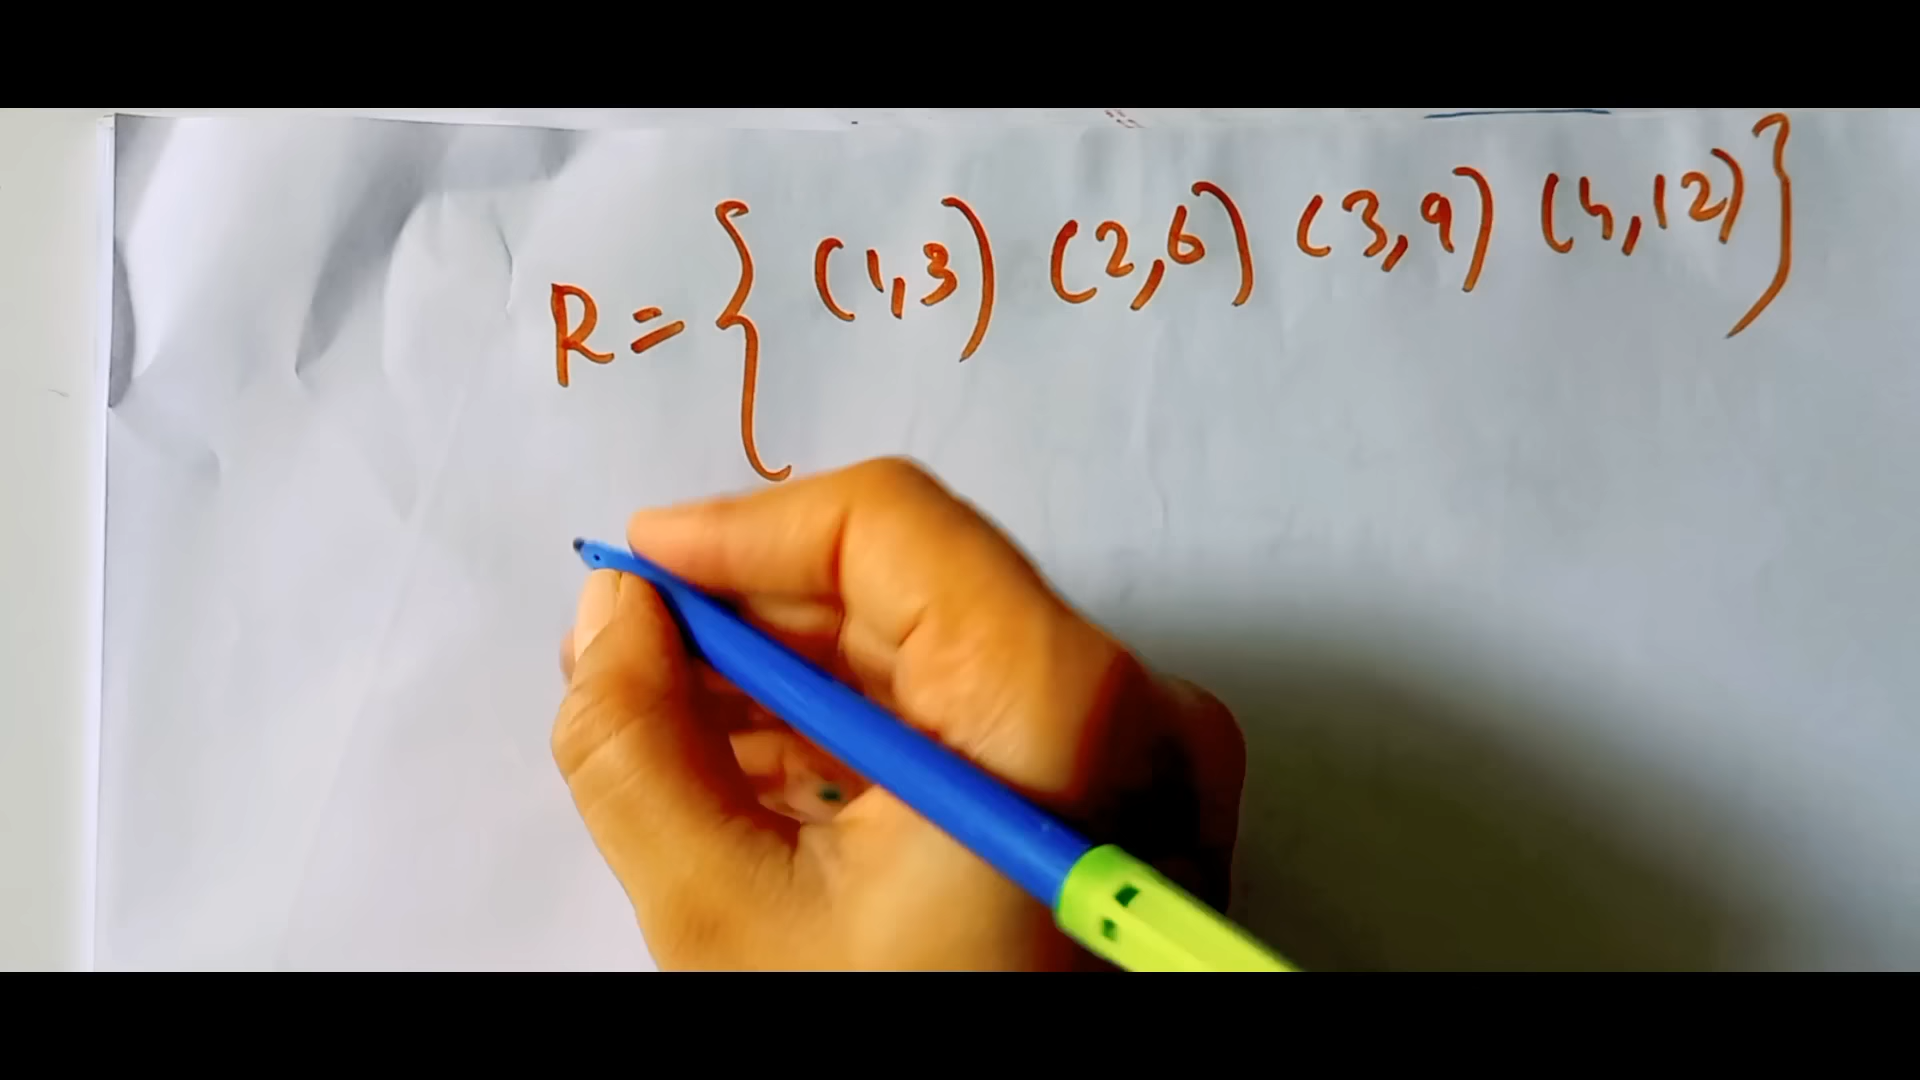 R = { (1,3) (2,6) (3,9) (4,12) }